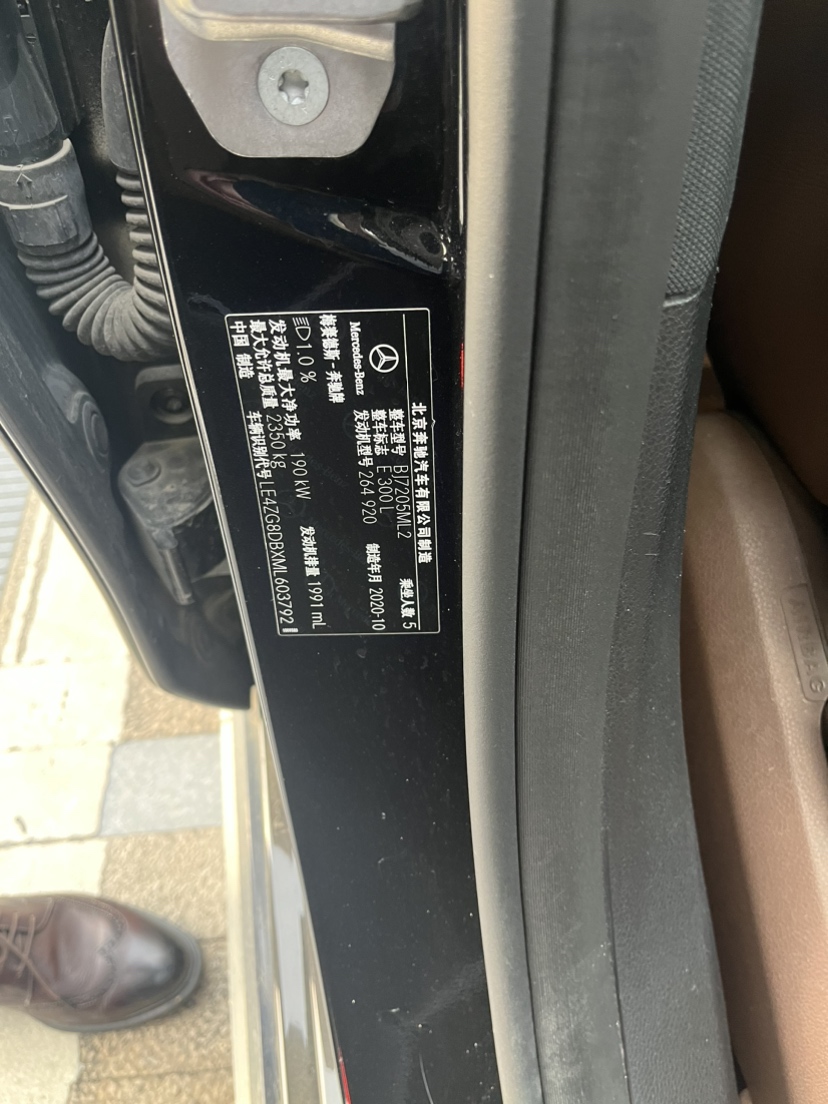 北京奔驰汽车有限公司制造
Mercedes-Benz
梅赛德斯-奔驰牌
整车型号 BJ7205ML2 乘坐人数 5
整车标志 E 300 L
发动机型号 264 920 制造年月 2020-10
1.0 %
发动机最大净功率 190 kW 发动机排量 1991 mL
最大允许总质量 2350 kg
中国 制造 车辆识别代号 LE4ZG8DBXML603792
AIRBAG